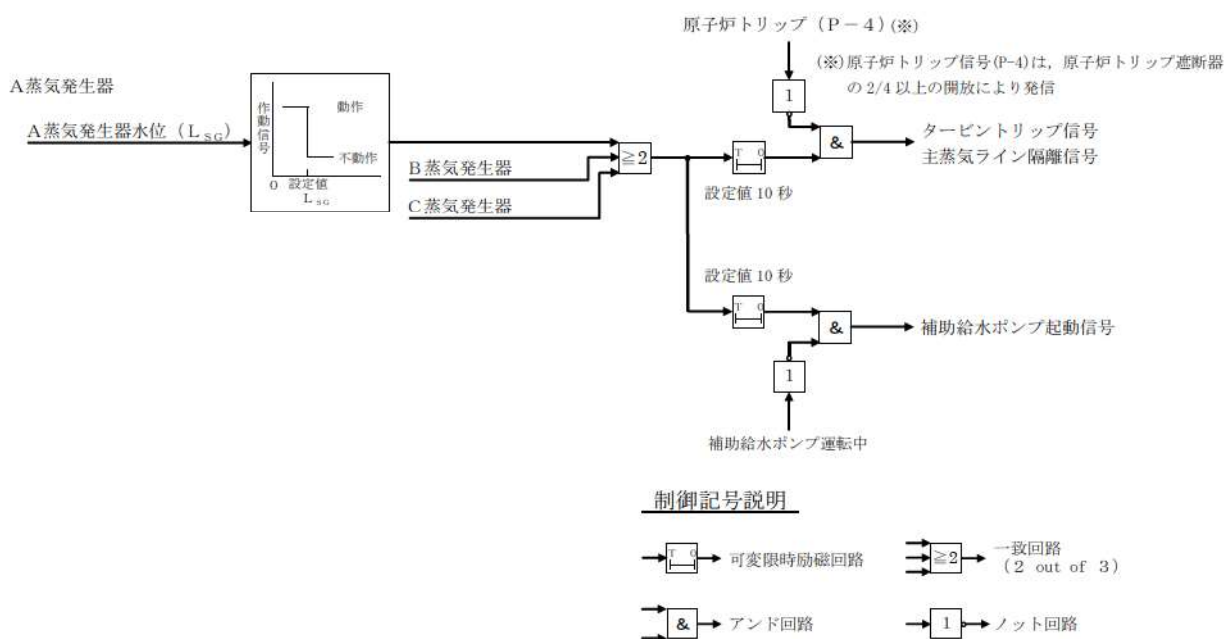 原子炉トリップ（P－4）(※)
(※)原子炉トリップ信号(P-4)は，原子炉トリップ遮断器
の 2/4 以上の開放により発信
A蒸気発生器
A蒸気発生器水位（L SG）
作動信号
動作
不動作
0
設定値
L SG
B蒸気発生器
C蒸気発生器
≧2
T 0
設定値 10 秒
1
&
タービントリップ信号
主蒸気ライン隔離信号
設定値 10 秒
T 0
&
補助給水ポンプ起動信号
1
補助給水ポンプ運転中
制御記号説明
T 0
可変限時励磁回路
≧2
一致回路
（2 out of 3）
&
アンド回路
1
ノット回路